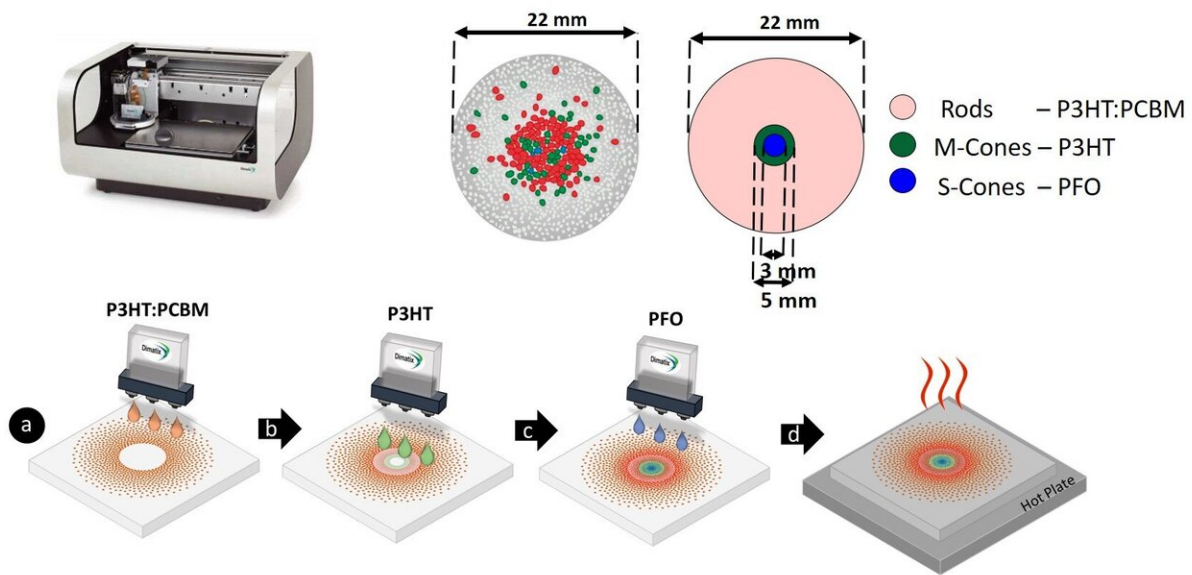 22 mm
22 mm
Rods – P3HT:PCBM
M-Cones – P3HT
S-Cones – PFO
3 mm
5 mm
P3HT:PCBM
P3HT
PFO
Dimatix
Dimatix
Dimatix
a
b
c
d
Hot Plate